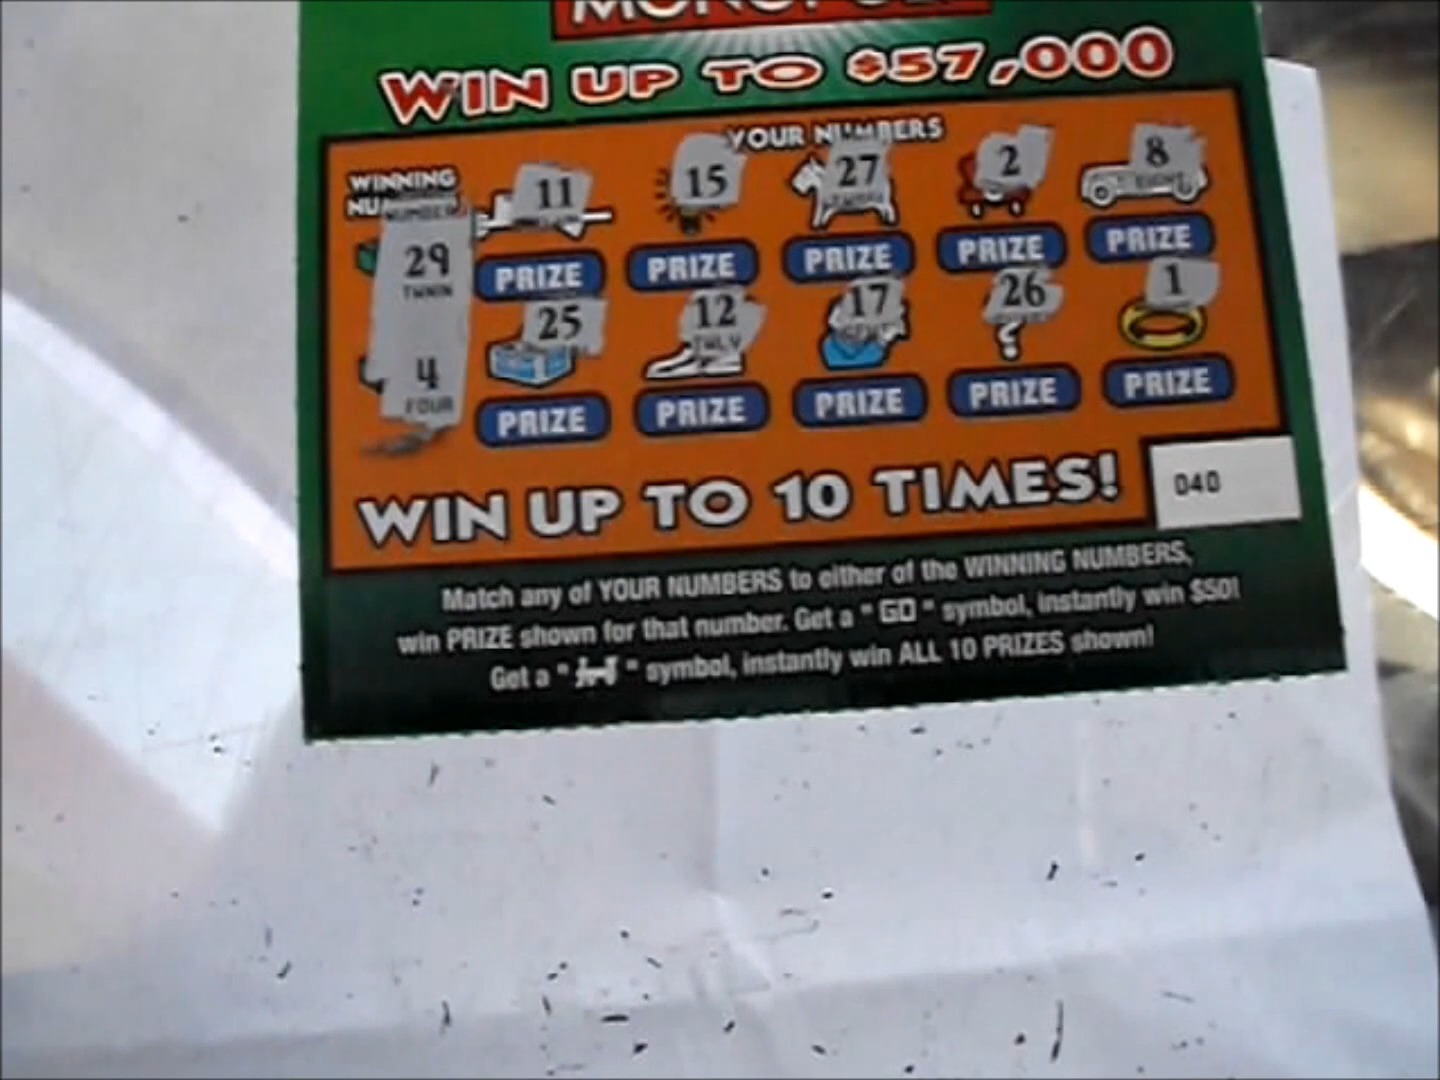 WIN UP TO $57,000
YOUR NUMBERS
WINNING
NUMBER
29
4
FOUR
11 15 27 2 8
EIGHT
PRIZE PRIZE PRIZE PRIZE PRIZE
25 12 17 26 1
PRIZE PRIZE PRIZE PRIZE PRIZE
WIN UP TO 10 TIMES!
040
Match any of YOUR NUMBERS to either of the WINNING NUMBERS,
win PRIZE shown for that number. Get a "GO" symbol, instantly win $50!
Get a " " symbol, instantly win ALL 10 PRIZES shown!